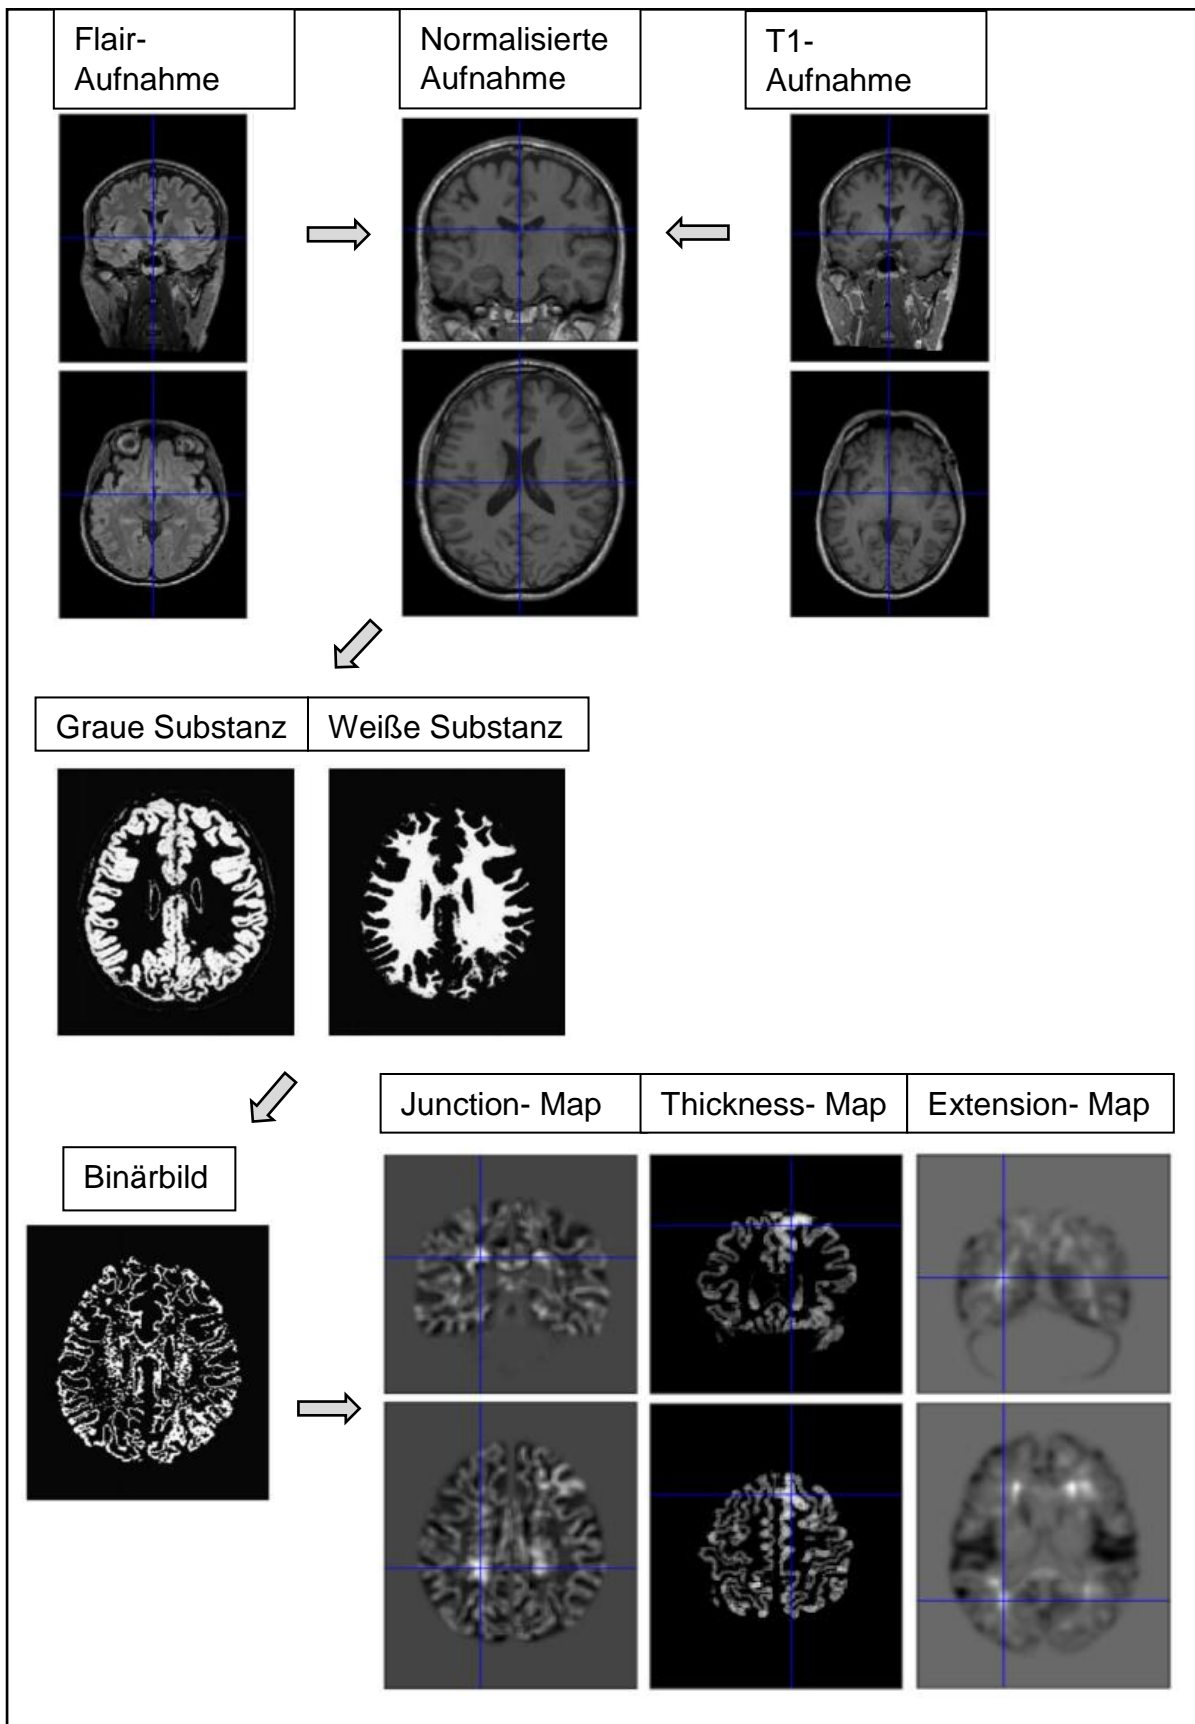 Flair-
Aufnahme
Normalisierte
Aufnahme
T1-
Aufnahme
Graue Substanz
Weiße Substanz
Junction- Map
Thickness- Map
Extension- Map
Binärbild